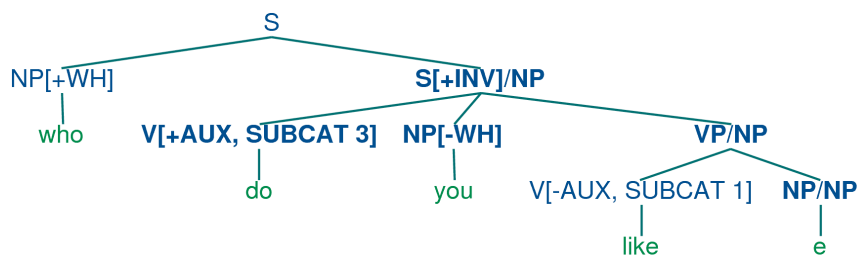 S
NP[+WH] S[+INV]/NP
who V[+AUX, SUBCAT 3] NP[-WH] VP/NP
do you V[-AUX, SUBCAT 1] NP/NP
like e